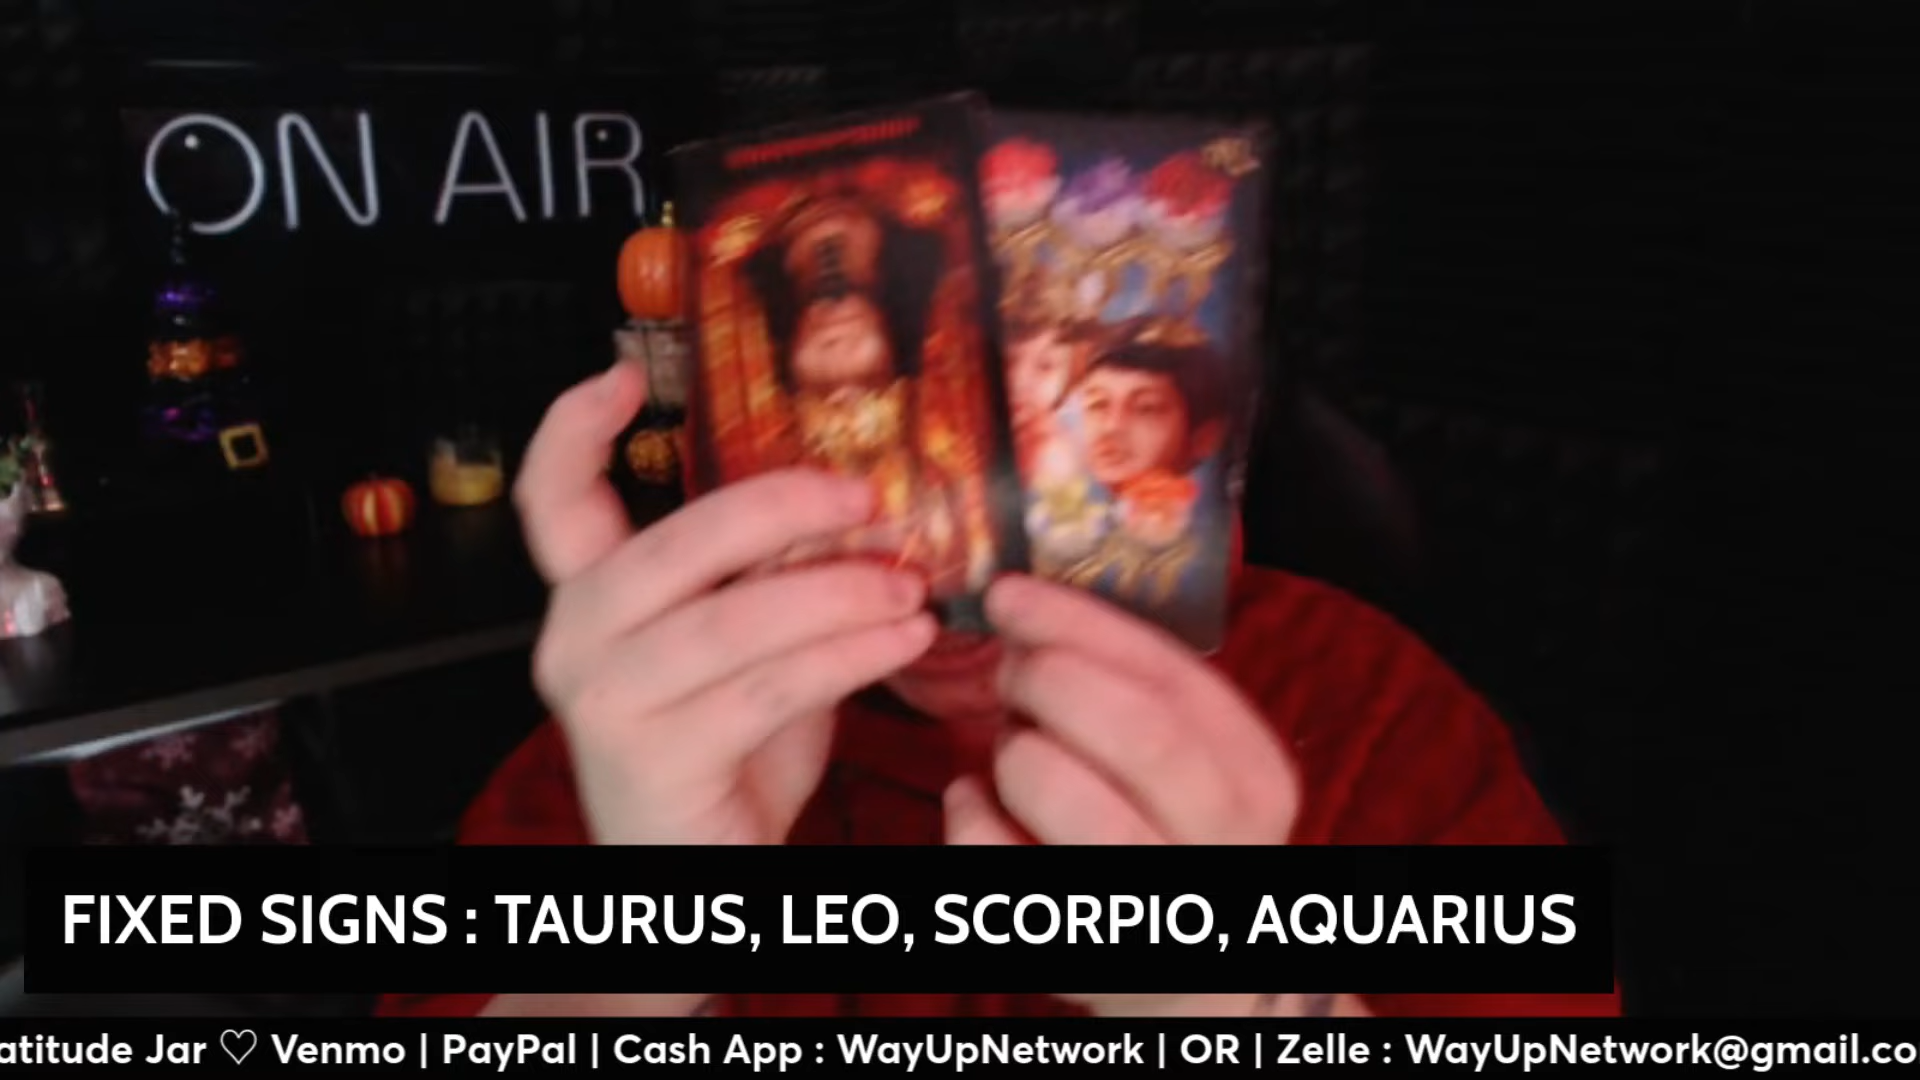 ON AIR
FIXED SIGNS : TAURUS, LEO, SCORPIO, AQUARIUS
atitude Jar ♡ Venmo | PayPal | Cash App : WayUpNetwork | OR | Zelle : WayUpNetwork@gmail.co